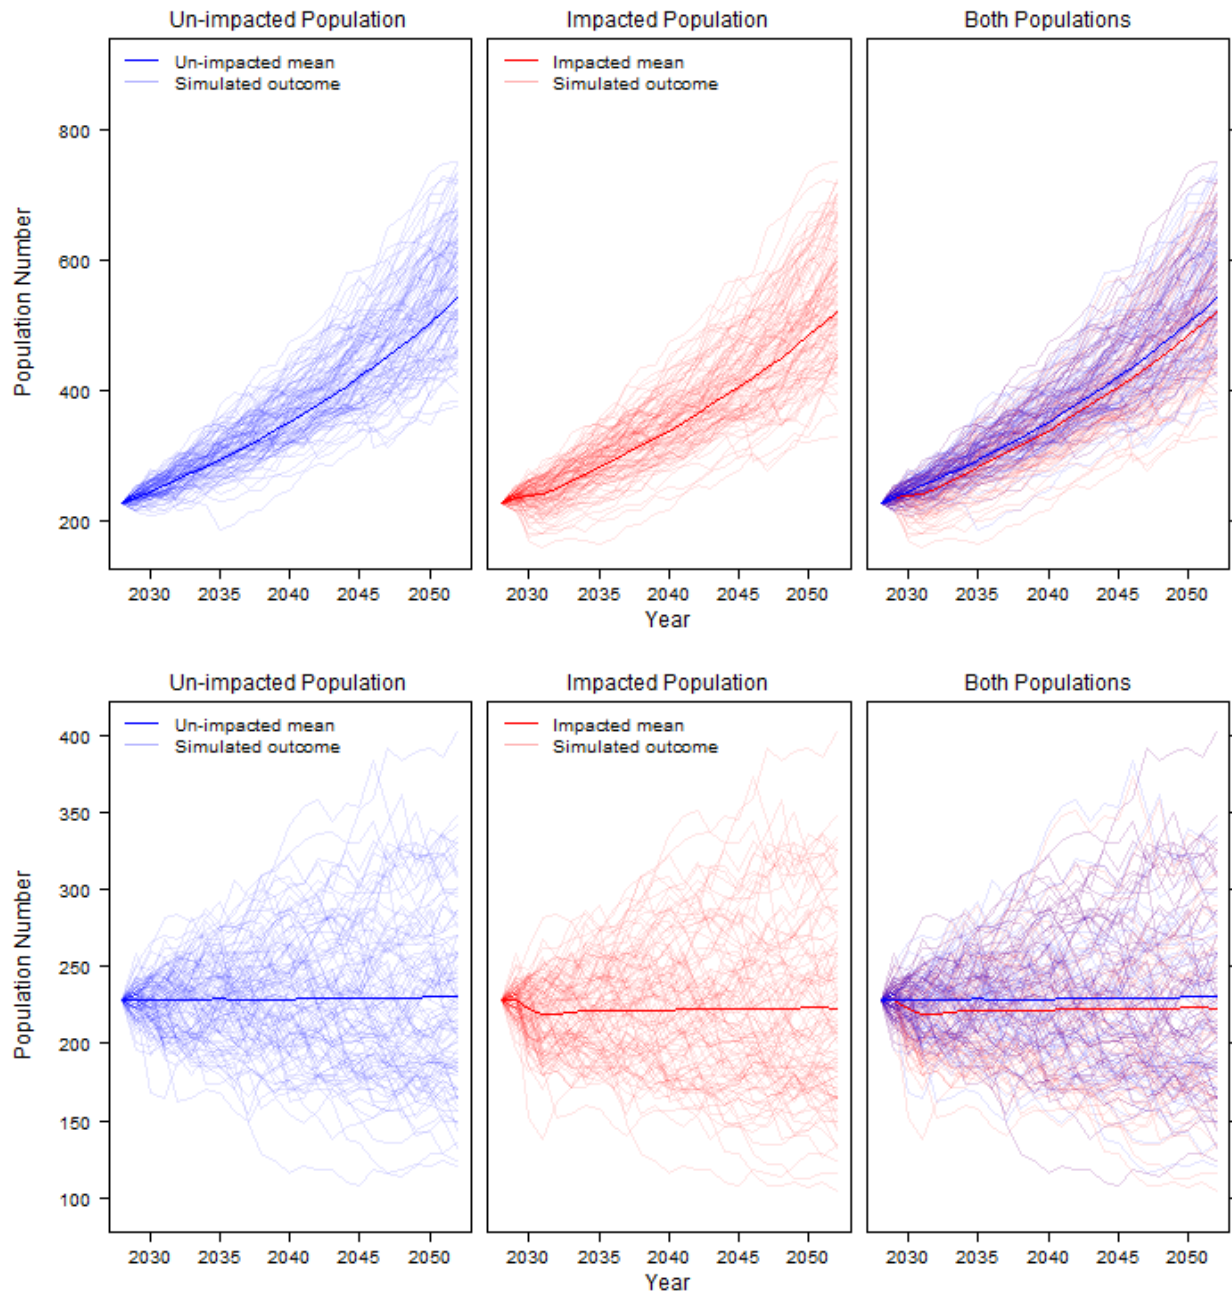 Un-impacted Population
Impacted Population
Both Populations
Un-impacted mean
Simulated outcome
Impacted mean
Simulated outcome
Population Number
800
600
400
200
2030 2035 2040 2045 2050
2030 2035 2040 2045 2050
2030 2035 2040 2045 2050
Year
Un-impacted Population
Impacted Population
Both Populations
Un-impacted mean
Simulated outcome
Impacted mean
Simulated outcome
Population Number
400
350
300
250
200
150
100
2030 2035 2040 2045 2050
2030 2035 2040 2045 2050
2030 2035 2040 2045 2050
Year